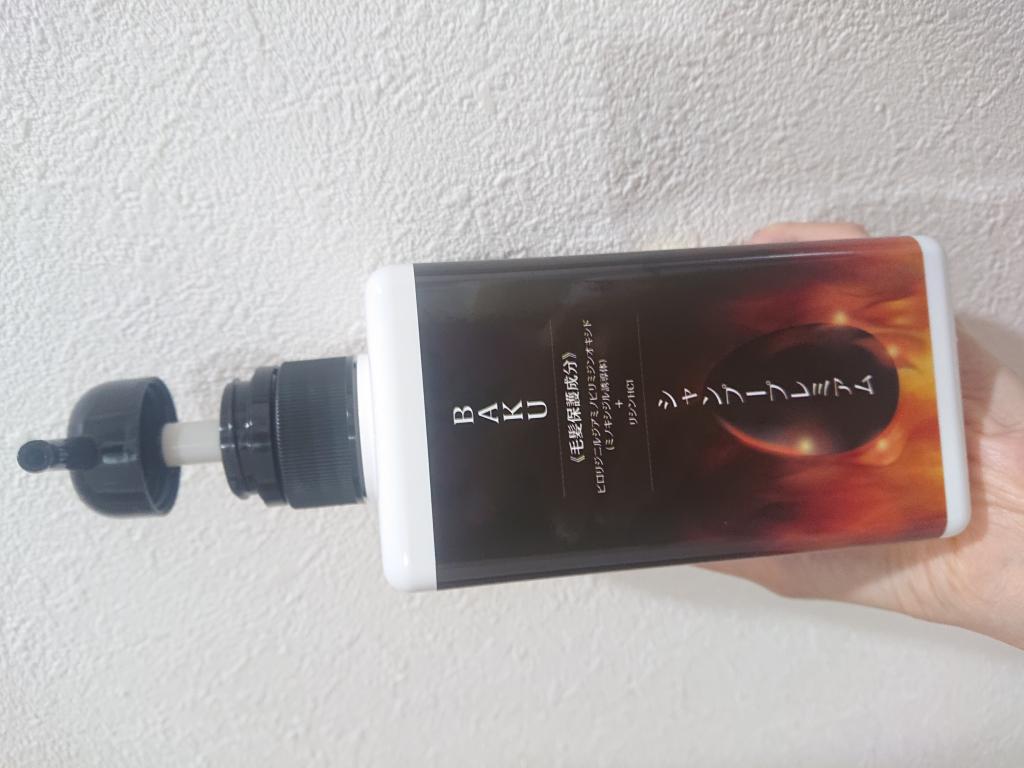 BAKU
《毛髪保護成分》
ピロリジニルジアミノピリミジンオキシド
(ミノキシジル誘導体)
+
リジンHCl
シャンプープレミアム